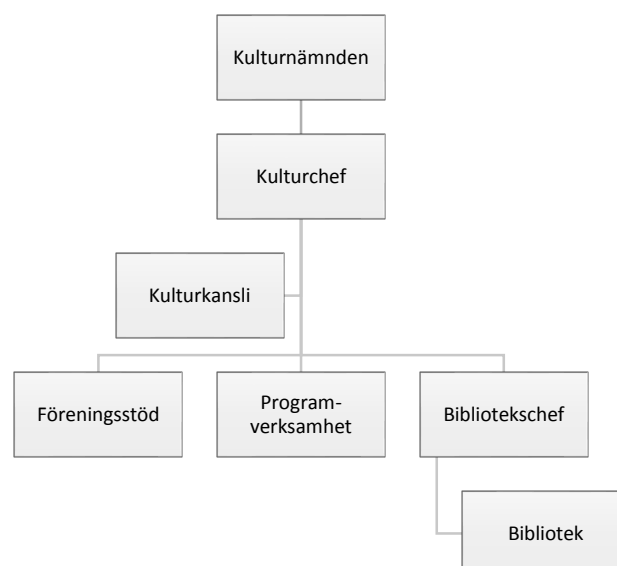 Kulturnämnden
Kulturchef
Kulturkansli
Föreningsstöd
Program-
verksamhet
Bibliotekschef
Bibliotek